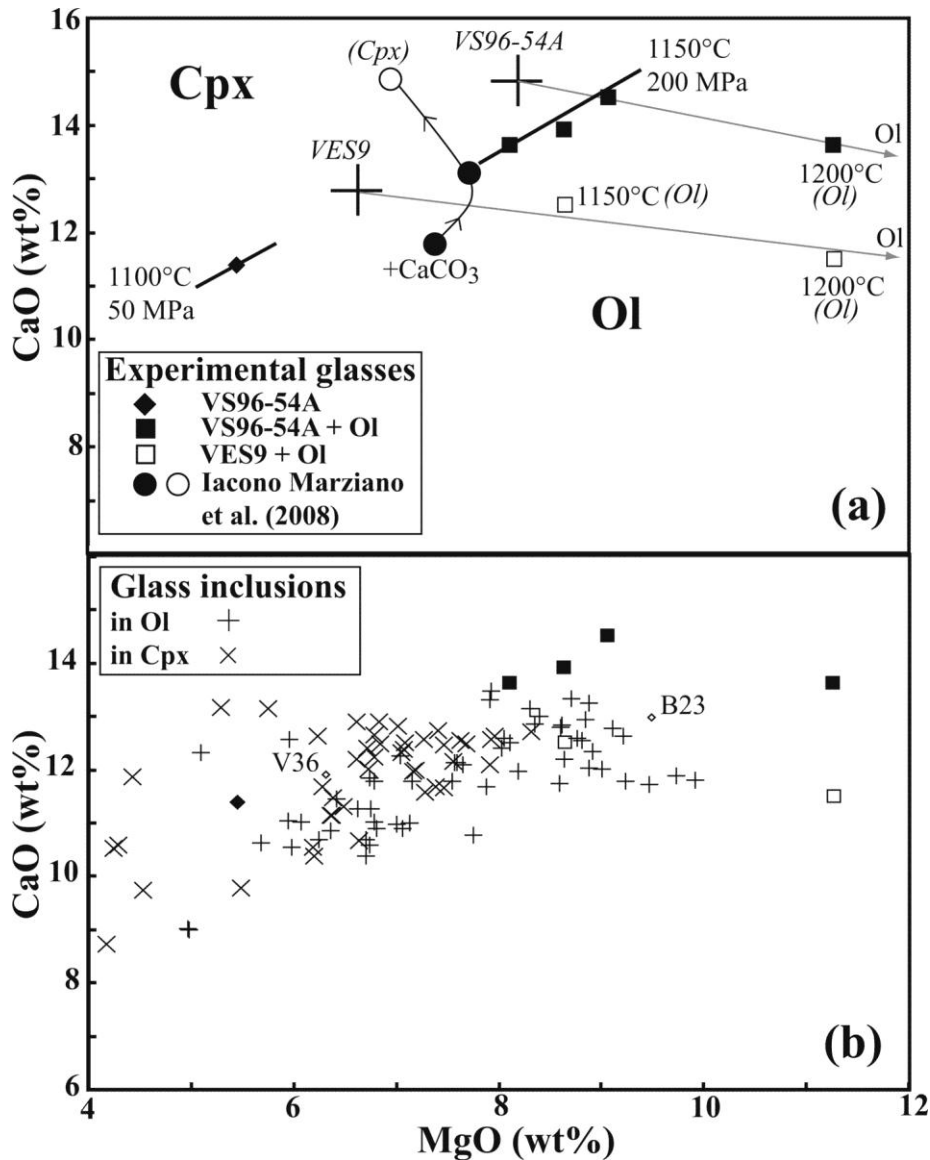 16
14
12
10
8
CaO (wt%)
Cpx
(Cpx)
VS96-54A
1150°C
200 MPa
VES9
Ol
1200°C
(Ol)
1150°C (Ol)
+CaCO3
Ol
1200°C
(Ol)
1100°C
50 MPa
Ol
Experimental glasses
VS96-54A
VS96-54A + Ol
VES9 + Ol
Iacono Marziano
et al. (2008)
(a)
Glass inclusions
in Ol
in Cpx
14
12
10
8
6
CaO (wt%)
B23
V36
(b)
4 6 8 10 12
MgO (wt%)